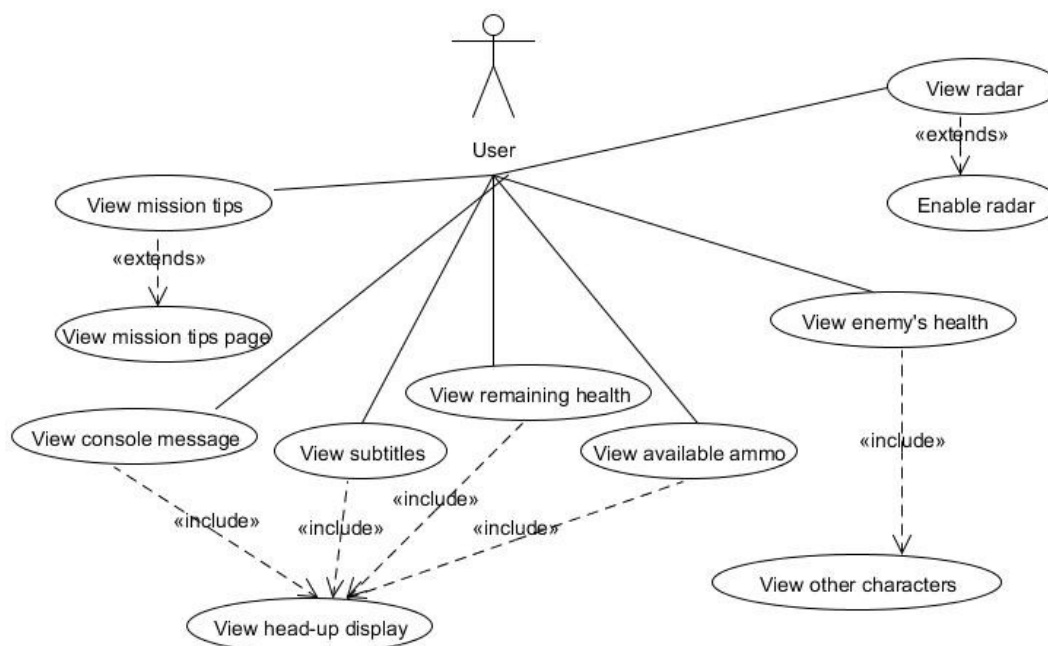 View radar
«extends»
User
View mission tips
Enable radar
«extends»
View enemy's health
View mission tips page
View remaining health
View console message
View subtitles
View available ammo
«include»
«include»
«include»
«include»
«include»
View other characters
View head-up display